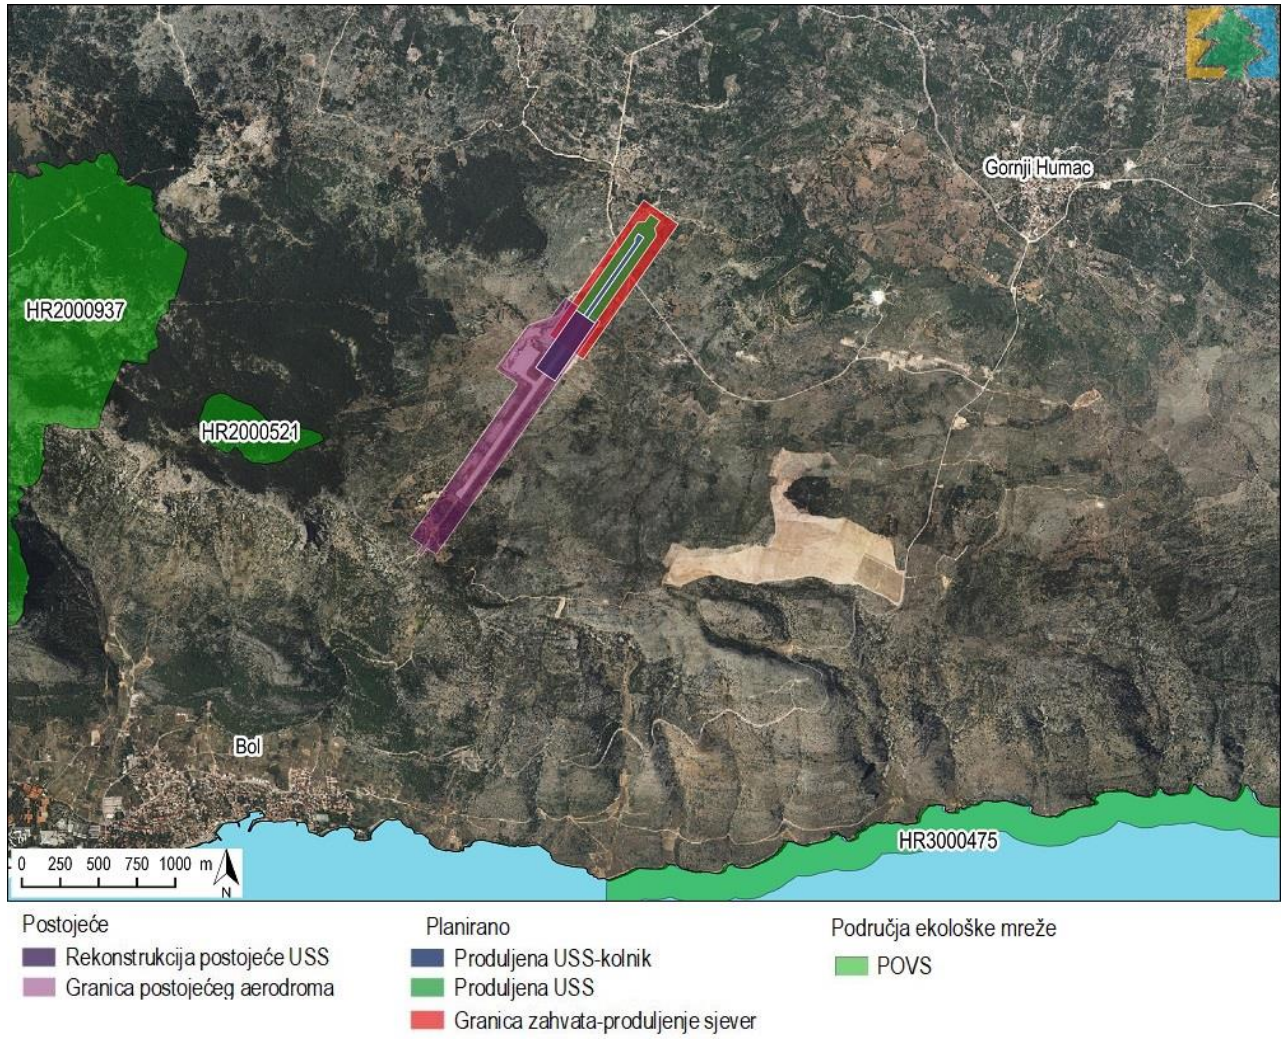 Gornji Humac
HR2000937
HR2000521
Bol
HR3000475
0 250 500 750 1000 m
N
Postojeće
Rekonstrukcija postojeće USS
Granica postojećeg aerodroma
Planirano
Produljena USS-kolnik
Produljena USS
Granica zahvata-produljenje sjever
Područja ekološke mreže
POVS